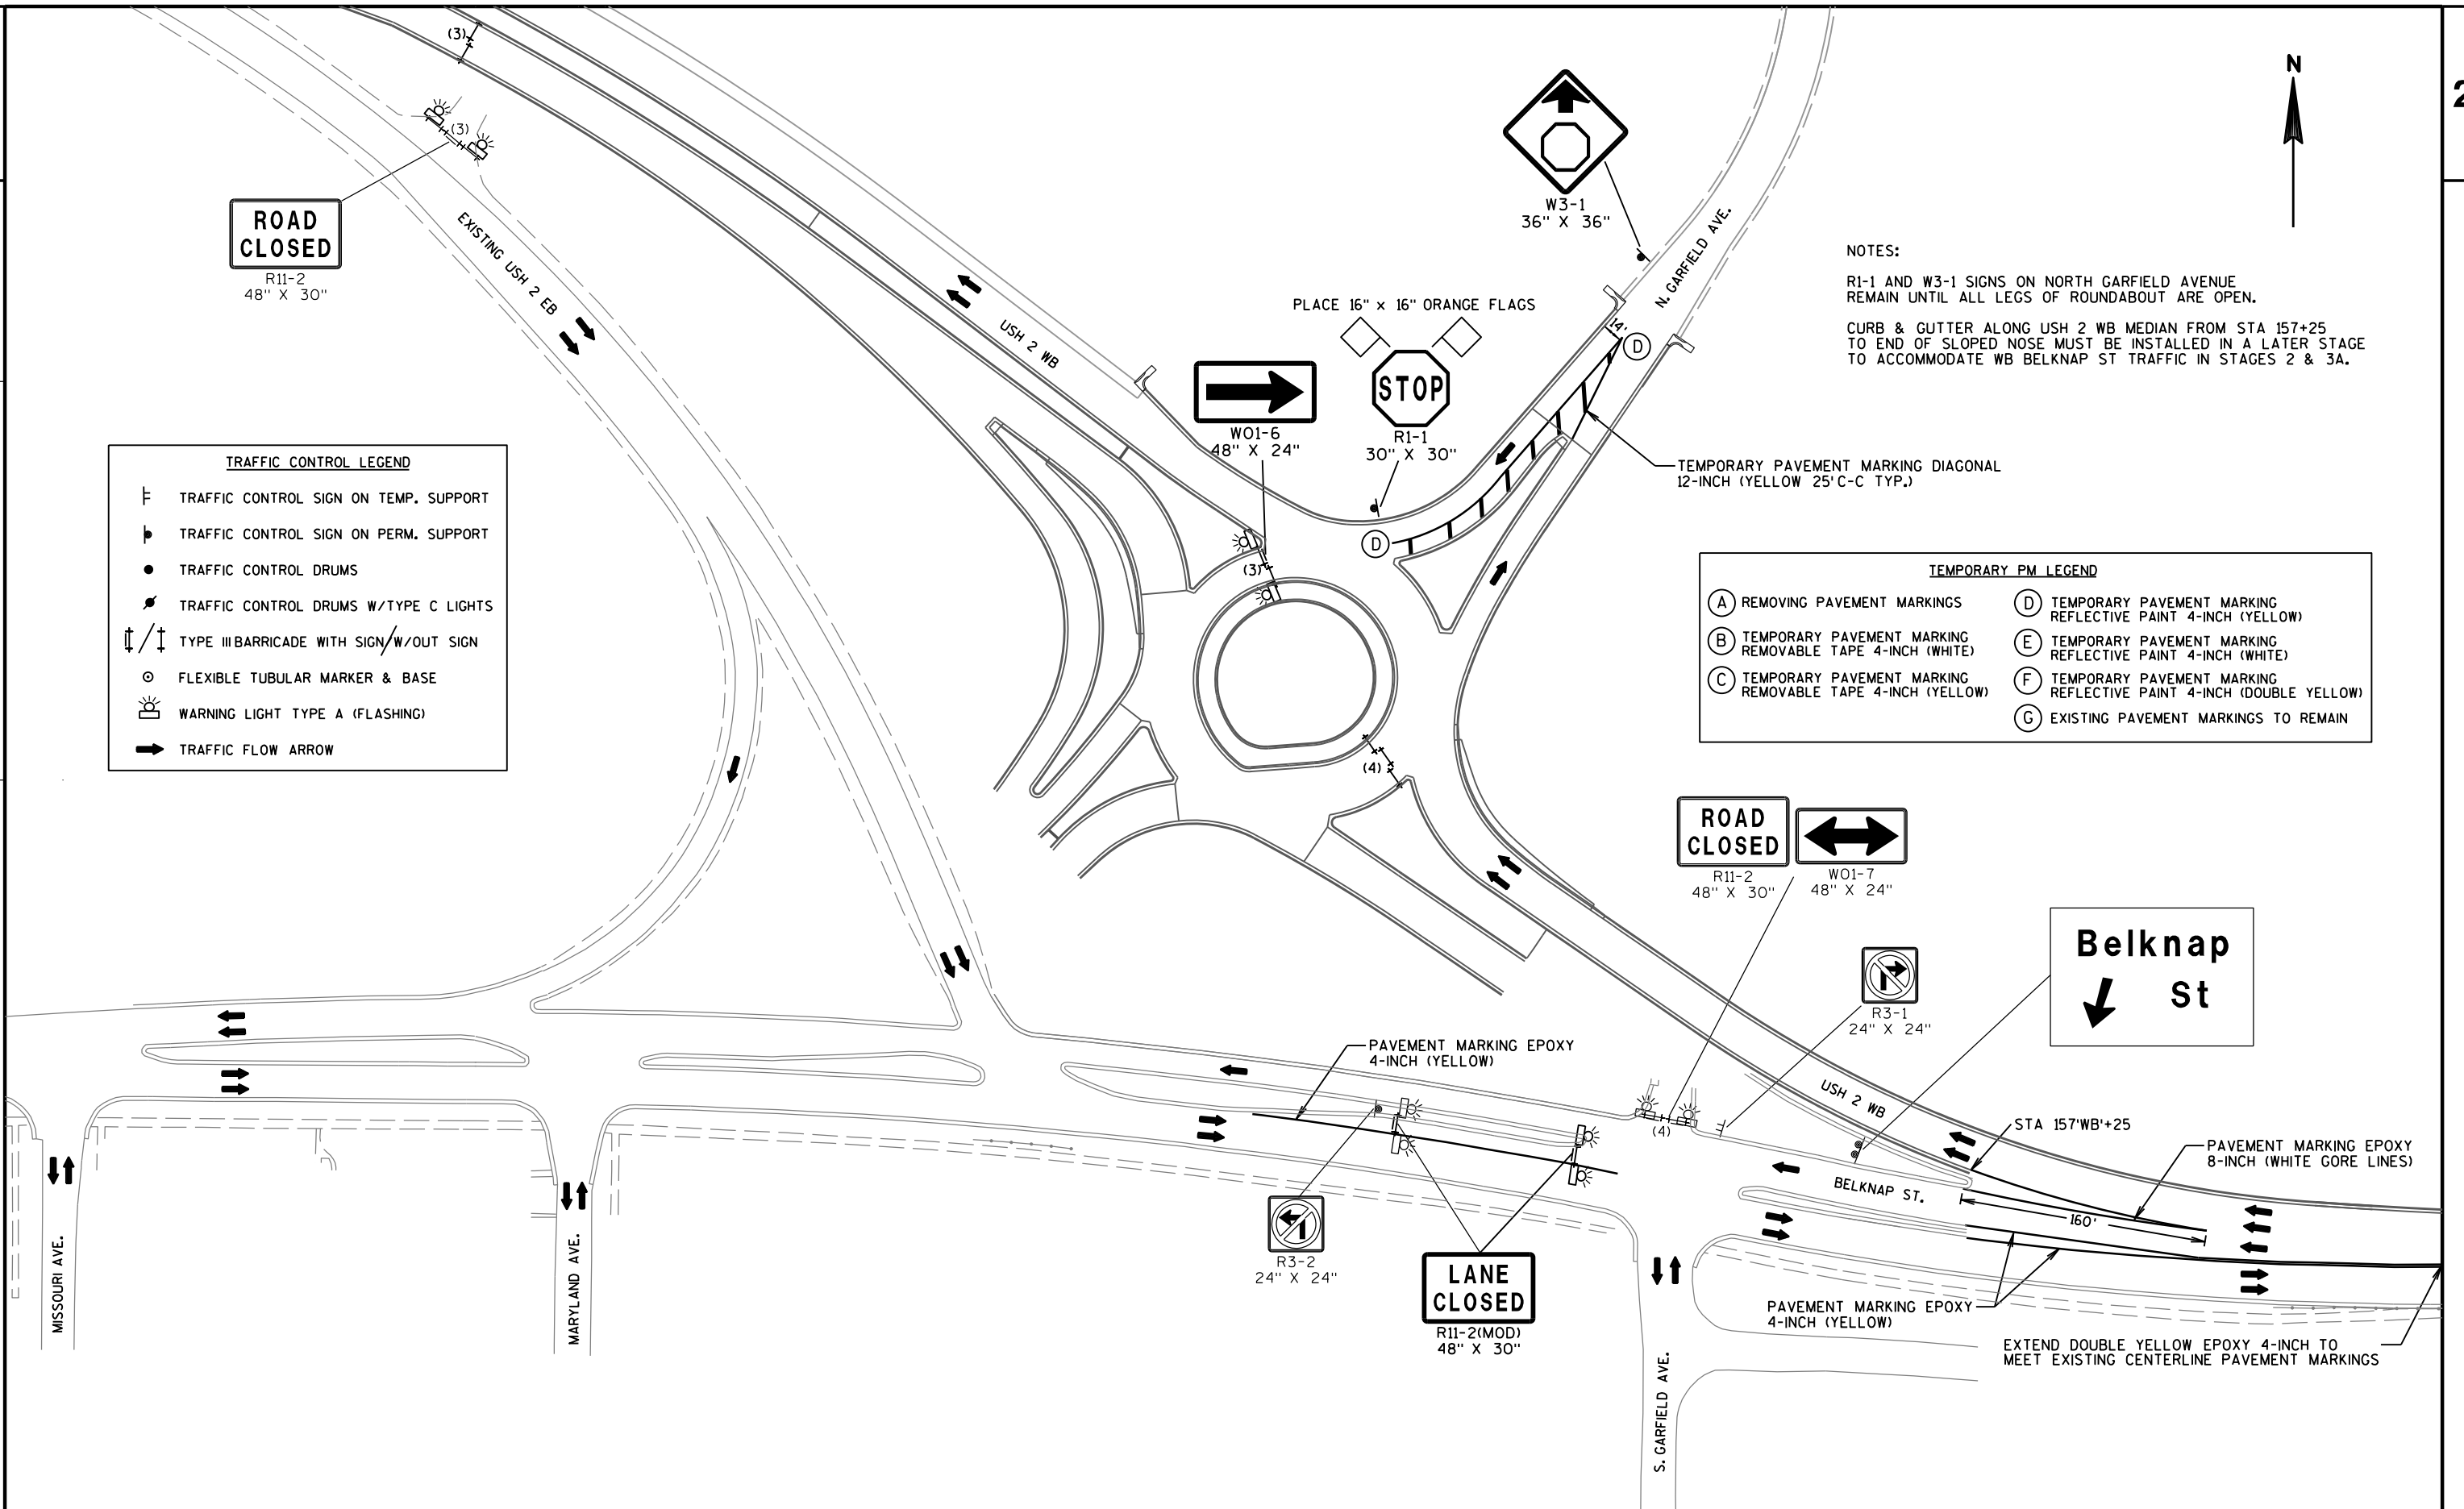 2
N
(3)
(3)
ROAD
CLOSED
R11-2
48" X 30"
EXISTING USH 2 EB
USH 2 WB
W3-1
36" X 36"
N. GARFIELD AVE.
NOTES:
R1-1 AND W3-1 SIGNS ON NORTH GARFIELD AVENUE
REMAIN UNTIL ALL LEGS OF ROUNDABOUT ARE OPEN.
CURB & GUTTER ALONG USH 2 WB MEDIAN FROM STA 157+25
TO END OF SLOPED NOSE MUST BE INSTALLED IN A LATER STAGE
TO ACCOMMODATE WB BELKNAP ST TRAFFIC IN STAGES 2 & 3A.
PLACE 16" x 16" ORANGE FLAGS
STOP
R1-1
30" X 30"
WO1-6
48" X 24"
14'
D
D
(3)
TEMPORARY PAVEMENT MARKING DIAGONAL
12-INCH (YELLOW 25' C-C TYP.)
TRAFFIC CONTROL LEGEND
TRAFFIC CONTROL SIGN ON TEMP. SUPPORT
TRAFFIC CONTROL SIGN ON PERM. SUPPORT
TRAFFIC CONTROL DRUMS
TRAFFIC CONTROL DRUMS W/TYPE C LIGHTS
TYPE III BARRICADE WITH SIGN/W/OUT SIGN
FLEXIBLE TUBULAR MARKER & BASE
WARNING LIGHT TYPE A (FLASHING)
TRAFFIC FLOW ARROW
TEMPORARY PM LEGEND
A REMOVING PAVEMENT MARKINGS
B TEMPORARY PAVEMENT MARKING
REMOVABLE TAPE 4-INCH (WHITE)
C TEMPORARY PAVEMENT MARKING
REMOVABLE TAPE 4-INCH (YELLOW)
D TEMPORARY PAVEMENT MARKING
REFLECTIVE PAINT 4-INCH (YELLOW)
E TEMPORARY PAVEMENT MARKING
REFLECTIVE PAINT 4-INCH (WHITE)
F TEMPORARY PAVEMENT MARKING
REFLECTIVE PAINT 4-INCH (DOUBLE YELLOW)
G EXISTING PAVEMENT MARKINGS TO REMAIN
(4)
ROAD
CLOSED
R11-2
48" X 30"
WO1-7
48" X 24"
Belknap
St
R3-1
24" X 24"
PAVEMENT MARKING EPOXY
4-INCH (YELLOW)
(4)
USH 2 WB
STA 157'WB'+25
PAVEMENT MARKING EPOXY
8-INCH (WHITE GORE LINES)
BELKNAP ST.
160'
R3-2
24" X 24"
LANE
CLOSED
R11-2(MOD)
48" X 30"
PAVEMENT MARKING EPOXY
4-INCH (YELLOW)
EXTEND DOUBLE YELLOW EPOXY 4-INCH TO
MEET EXISTING CENTERLINE PAVEMENT MARKINGS
MISSOURI AVE.
MARYLAND AVE.
S. GARFIELD AVE.